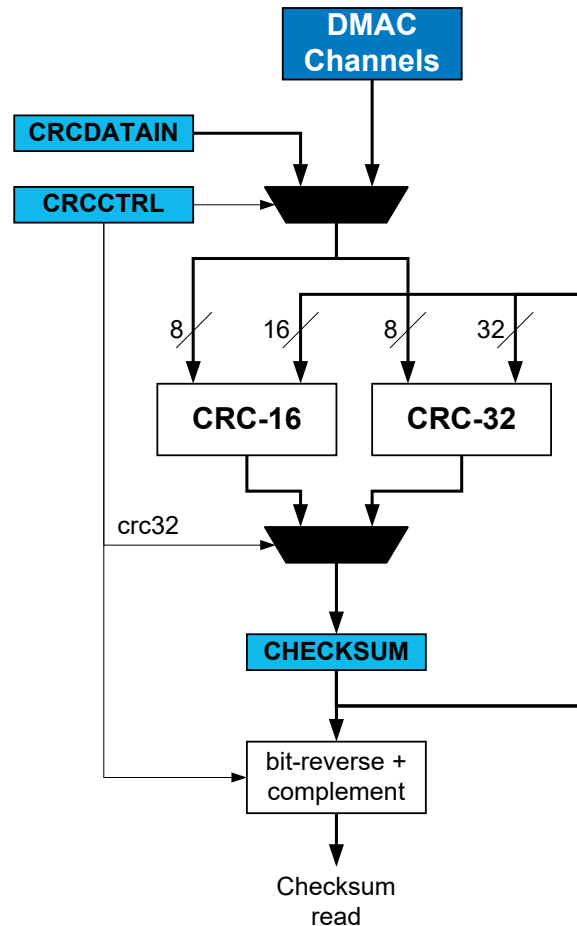 DMAC
Channels
CRCDATAIN
CRCCTRL
8
16
8
32
CRC-16
CRC-32
crc32
CHECKSUM
bit-reverse +
complement
Checksum
read